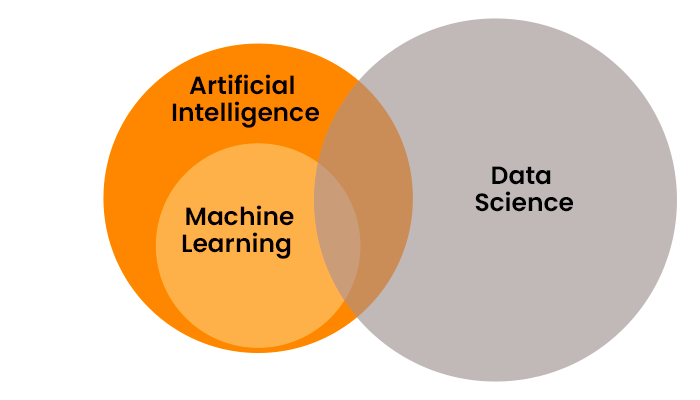 Artificial
Intelligence
Machine
Learning
Data
Science